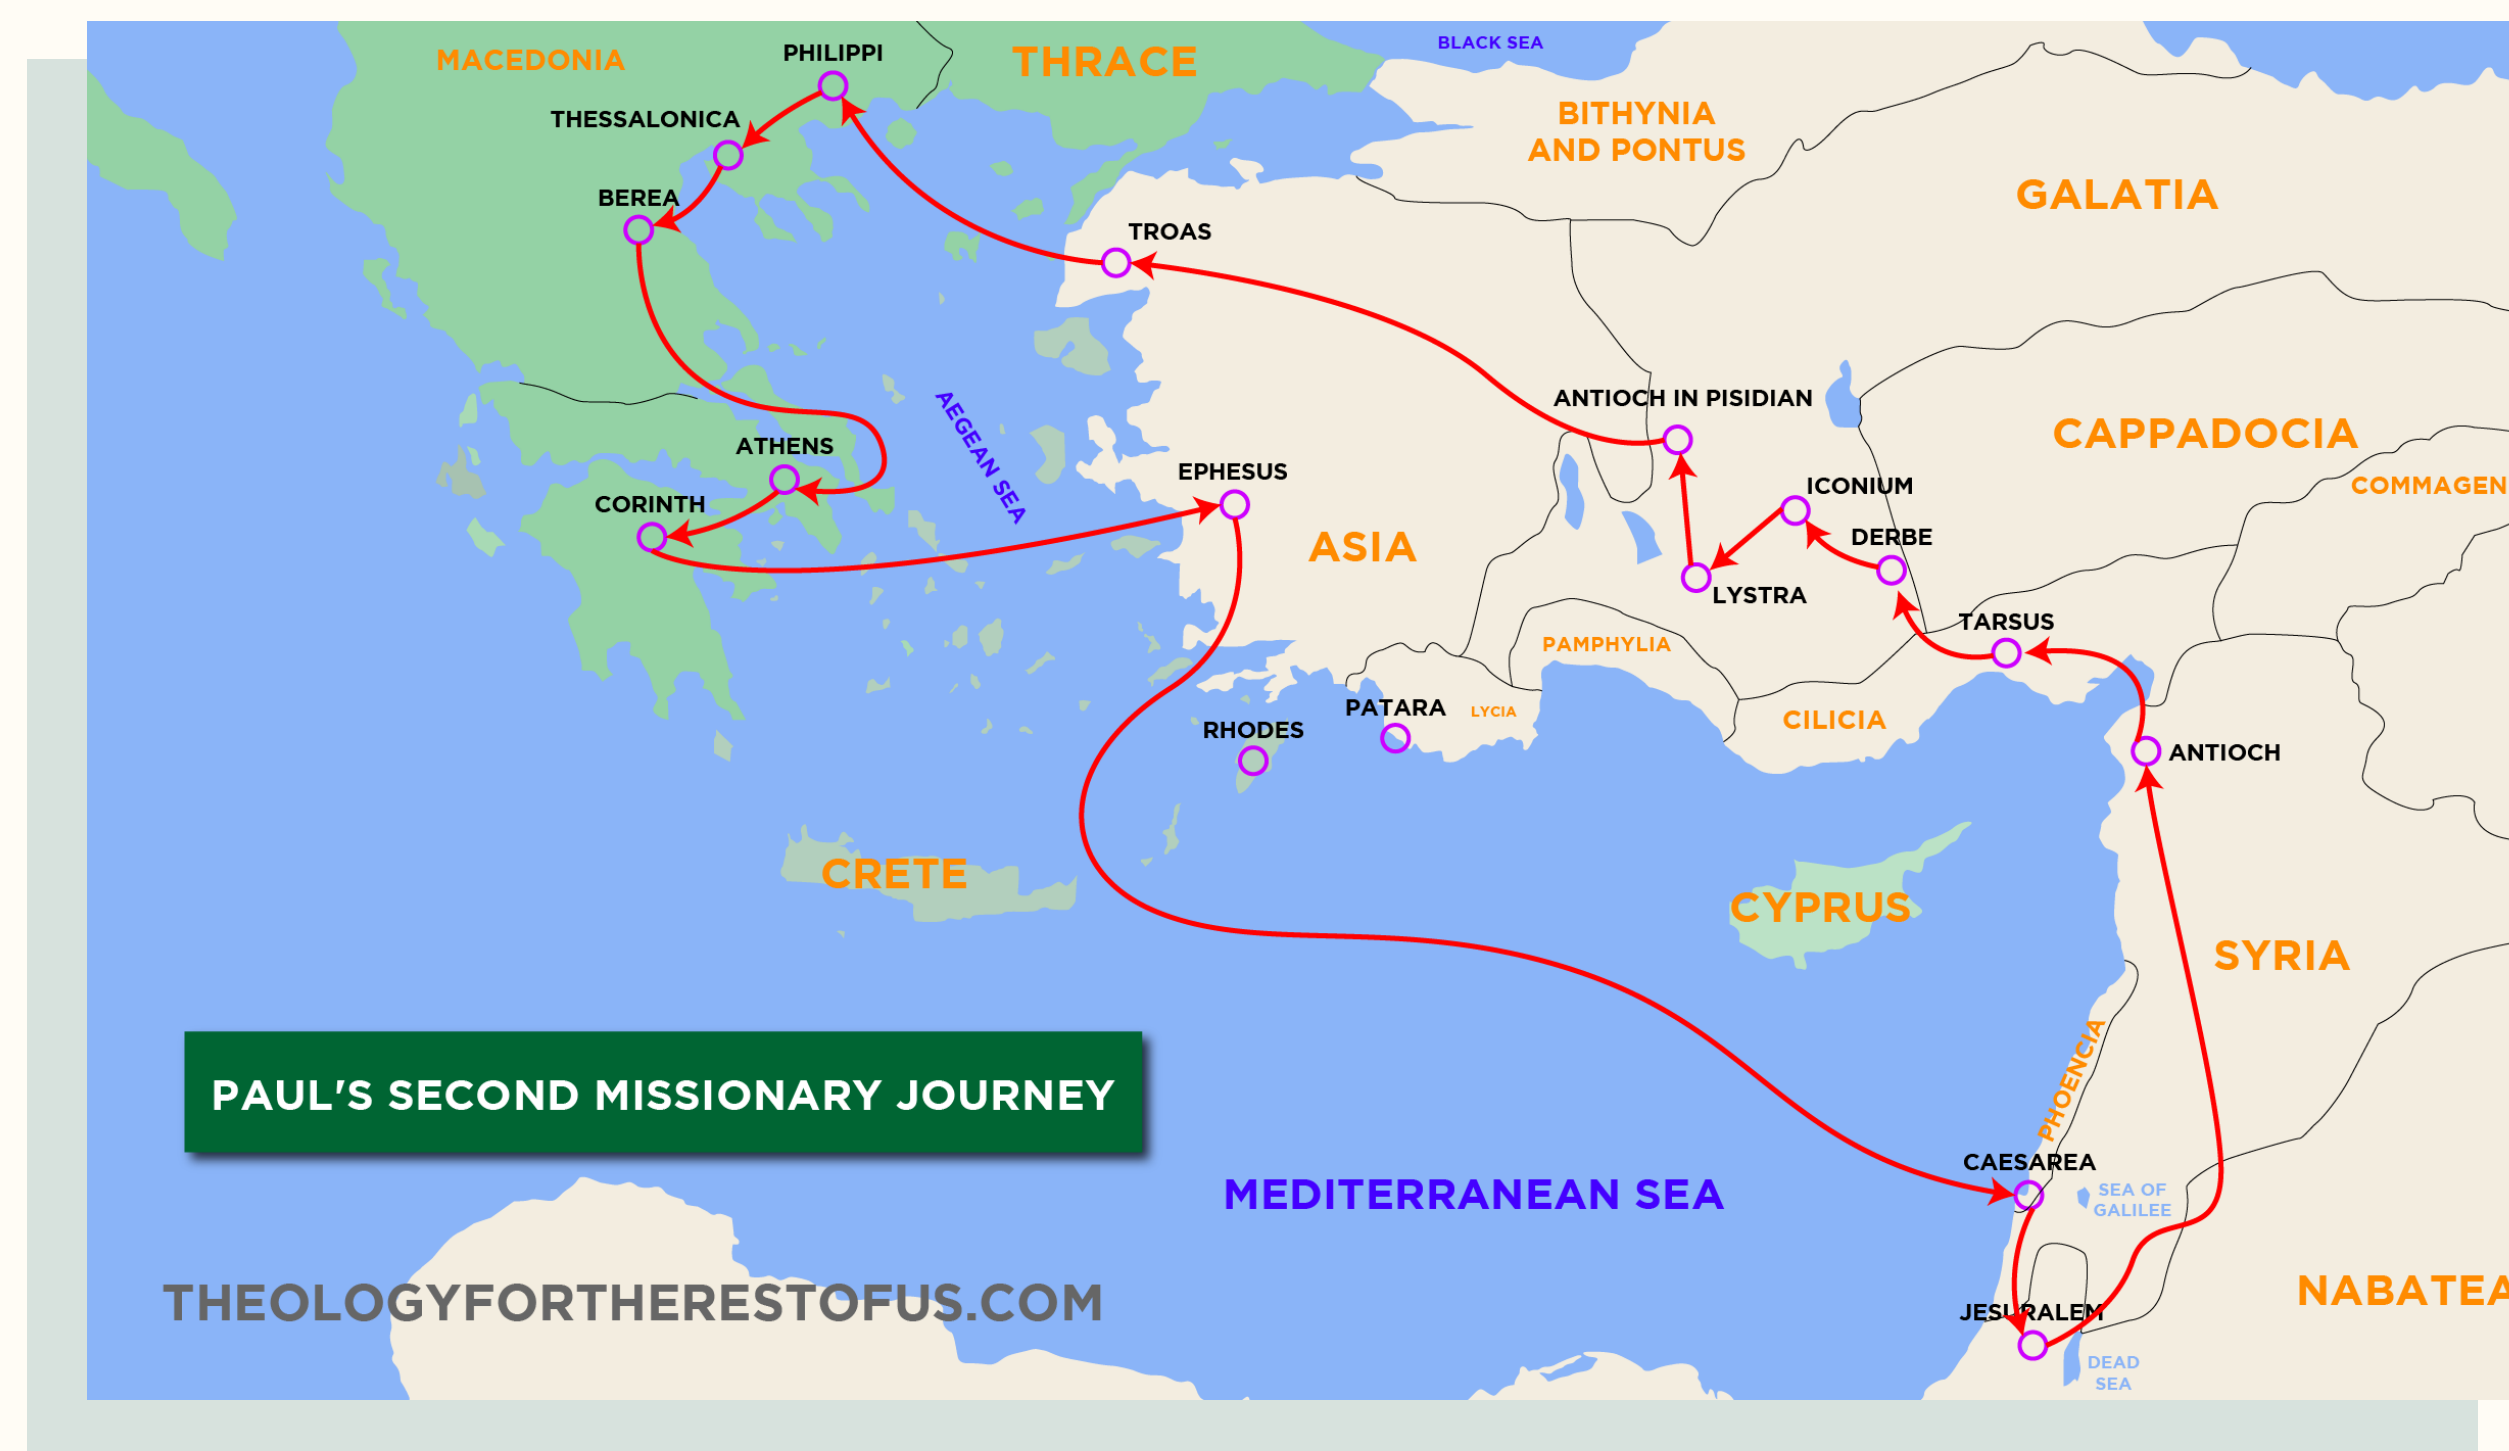 BLACK SEA
PHILIPPI
MACEDONIA
THRACE
THESSALONICA
BITHYNIA
AND PONTUS
BEREA
GALATIA
TROAS
ANTIOCH IN PISIDIAN
AEGEAN SEA
ATHENS
CAPPADOCIA
EPHESUS
ICONIUM
COMMAGEN
CORINTH
DERBE
ASIA
LYSTRA
TARSUS
PAMPHYLIA
PATARA
LYCIA
CILICIA
RHODES
ANTIOCH
CRETE
CYPRUS
SYRIA
PHOENCIA
PAUL'S SECOND MISSIONARY JOURNEY
CAESAREA
MEDITERRANEAN SEA
SEA OF
GALILEE
THEOLOGYFORTHERESTOFUS.COM
NABATEA
JESURALEM
DEAD
SEA